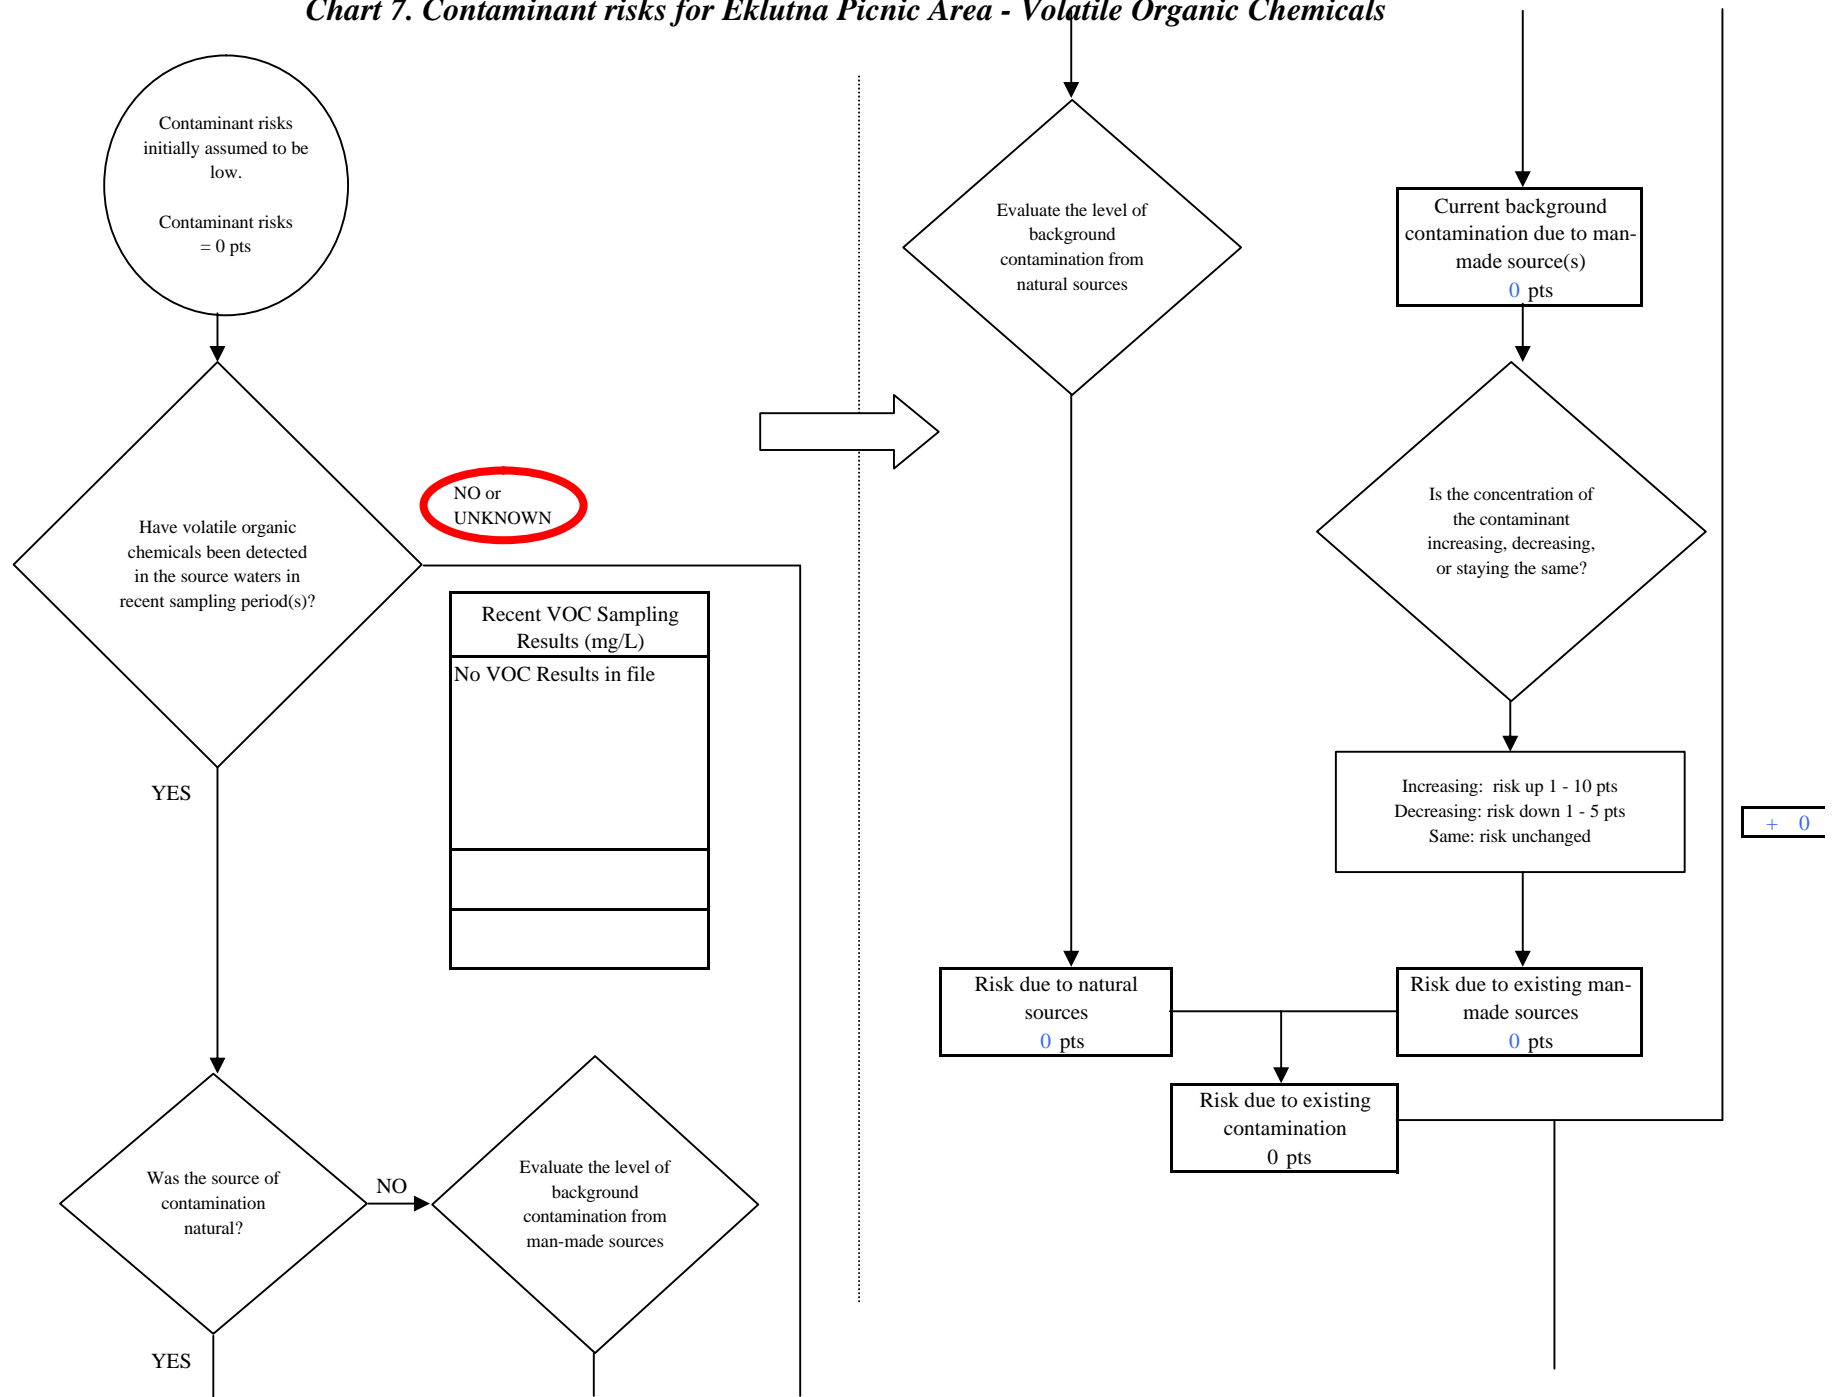 Chart 7. Contaminant risks for Eklutna Picnic Area - Volatile Organic Chemicals
Contaminant risks
initially assumed to be
low.
Contaminant risks
= 0 pts
Have volatile organic
chemicals been detected
in the source waters in
recent sampling period(s)?
NO or
UNKNOWN
Recent VOC Sampling
Results (mg/L)
No VOC Results in file
YES
Was the source of
contamination
natural?
NO
Evaluate the level of
background
contamination from
man-made sources
YES
Evaluate the level of
background
contamination from
natural sources
Current background
contamination due to man-
made source(s)
0 pts
Is the concentration of
the contaminant
increasing, decreasing,
or staying the same?
Increasing: risk up 1 - 10 pts
Decreasing: risk down 1 - 5 pts
Same: risk unchanged
+ 0
Risk due to natural
sources
0 pts
Risk due to existing man-
made sources
0 pts
Risk due to existing
contamination
0 pts